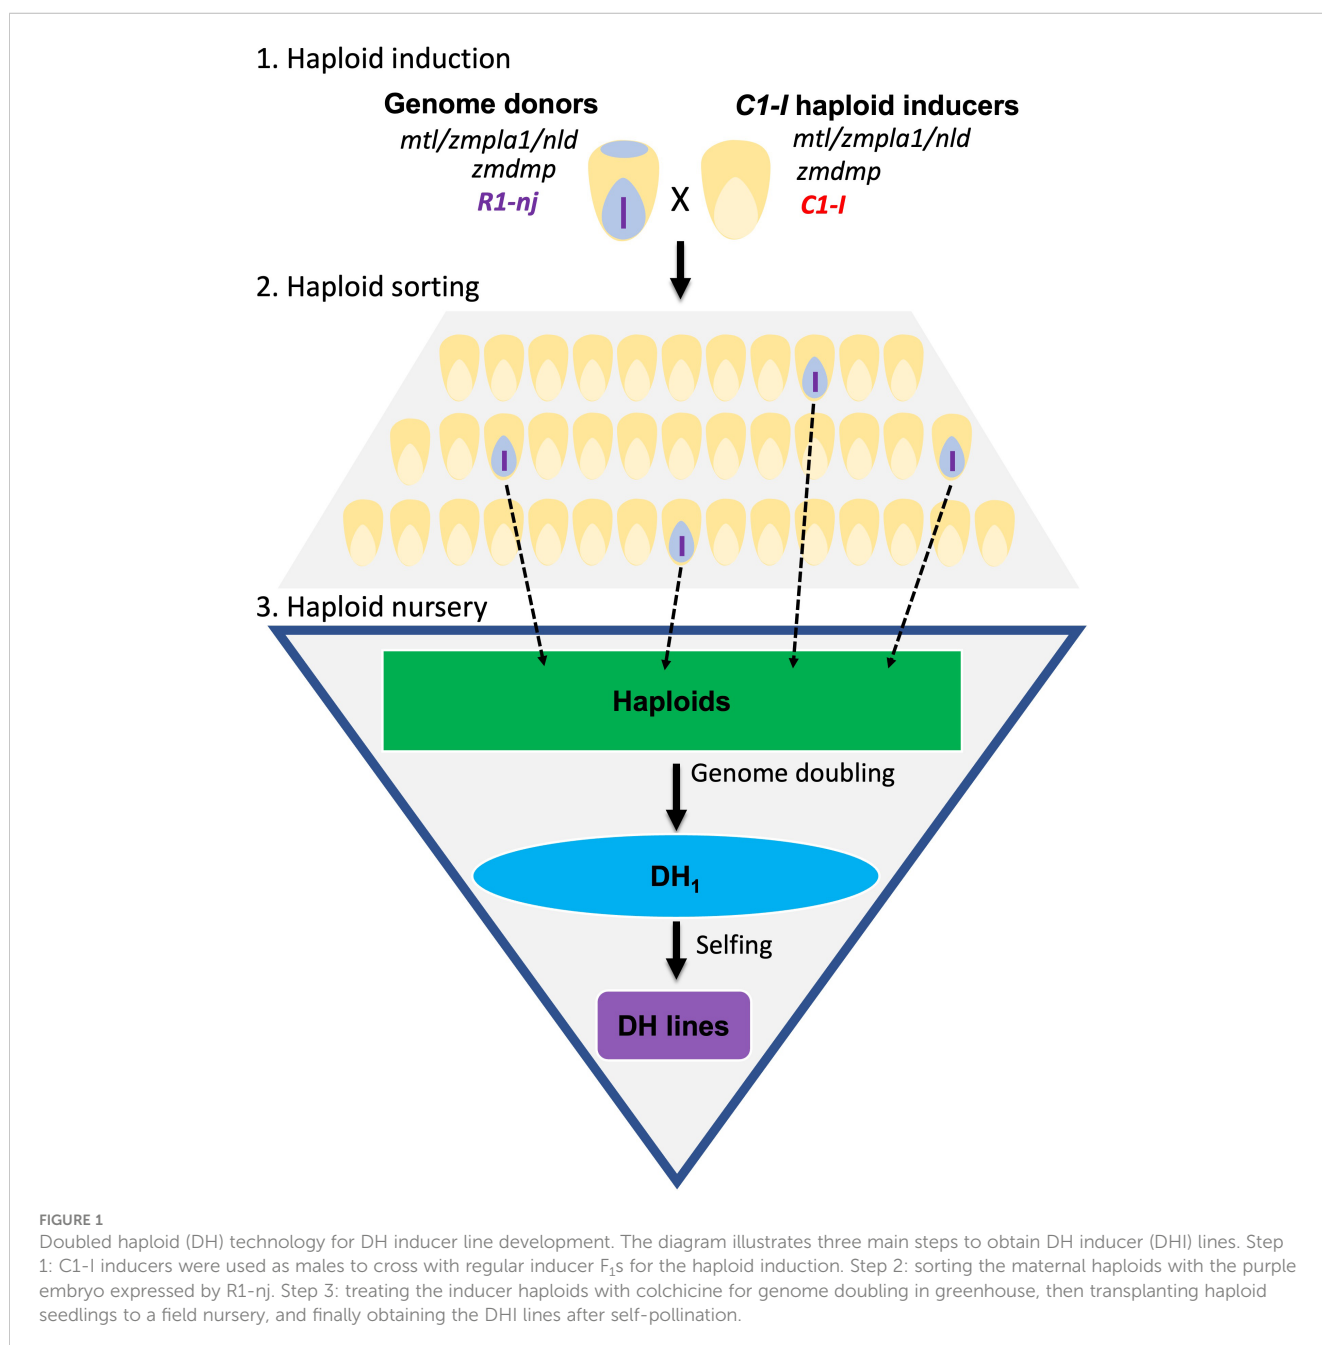 1. Haploid induction
Genome donors
mtl/zmpla1/nld
zmdmp
R1-nj
X
C1-I haploid inducers
mtl/zmpla1/nld
zmdmp
C1-I
2. Haploid sorting
3. Haploid nursery
Haploids
Genome doubling
DH₁
Selfing
DH lines
FIGURE 1
Doubled haploid (DH) technology for DH inducer line development. The diagram illustrates three main steps to obtain DH inducer (DHI) lines. Step
1: C1-I inducers were used as males to cross with regular inducer F₁s for the haploid induction. Step 2: sorting the maternal haploids with the purple
embryo expressed by R1-nj. Step 3: treating the inducer haploids with colchicine for genome doubling in greenhouse, then transplanting haploid
seedlings to a field nursery, and finally obtaining the DHI lines after self-pollination.